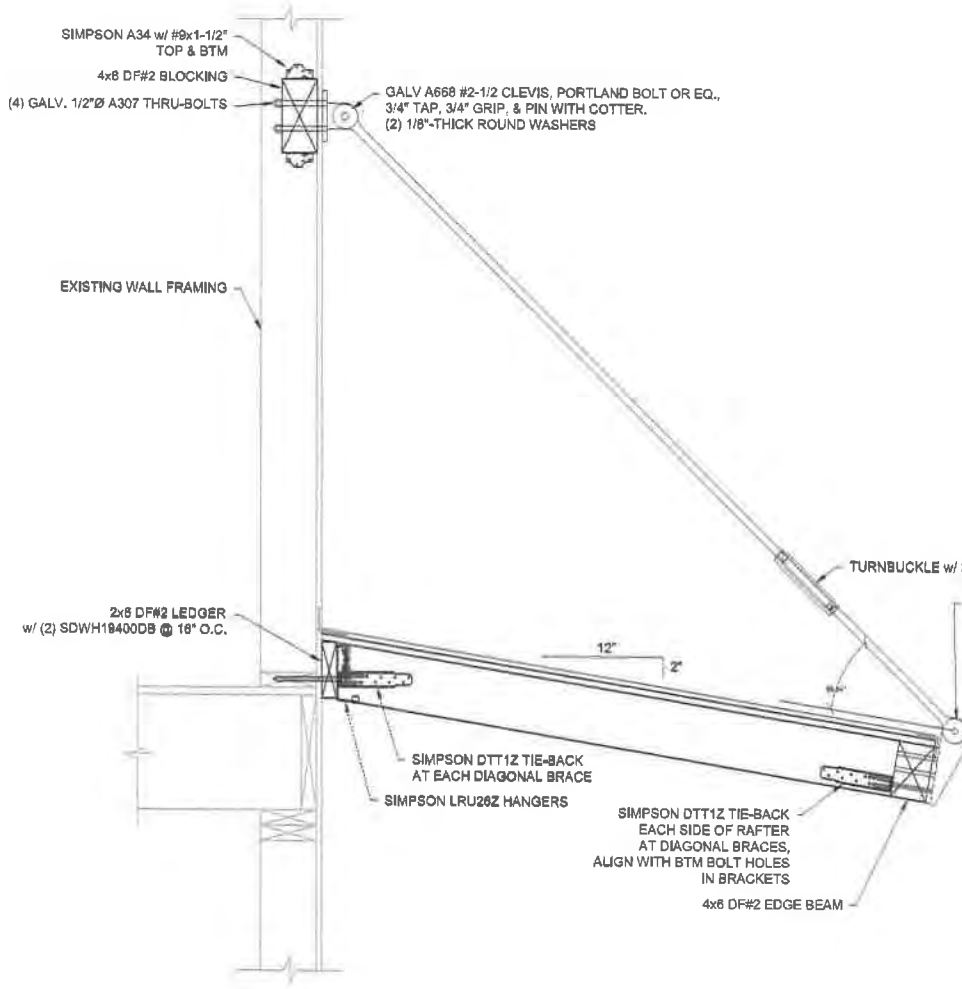 SIMPSON A34 w/ #9x1-1/2"
TOP & BTM
4x8 DF#2 BLOCKING
(4) GALV. 1/2"Ø A307 THRU-BOLTS
GALV A668 #2-1/2 CLEVIS, PORTLAND BOLT OR EQ.,
3/4" TAP, 3/4" GRIP, & PIN WITH COTTER.
(2) 1/8"-THICK ROUND WASHERS
EXISTING WALL FRAMING
TURNBUCKLE w/
2x8 DF#2 LEDGER
w/ (2) SDWH19400DB @ 16" O.C.
12"
2"
SIMPSON DTT1Z TIE-BACK
AT EACH DIAGONAL BRACE
SIMPSON LRU26Z HANGERS
SIMPSON DTT1Z TIE-BACK
EACH SIDE OF RAFTER
AT DIAGONAL BRACES,
ALIGN WITH BTM BOLT HOLES
IN BRACKETS
4x6 DF#2 EDGE BEAM